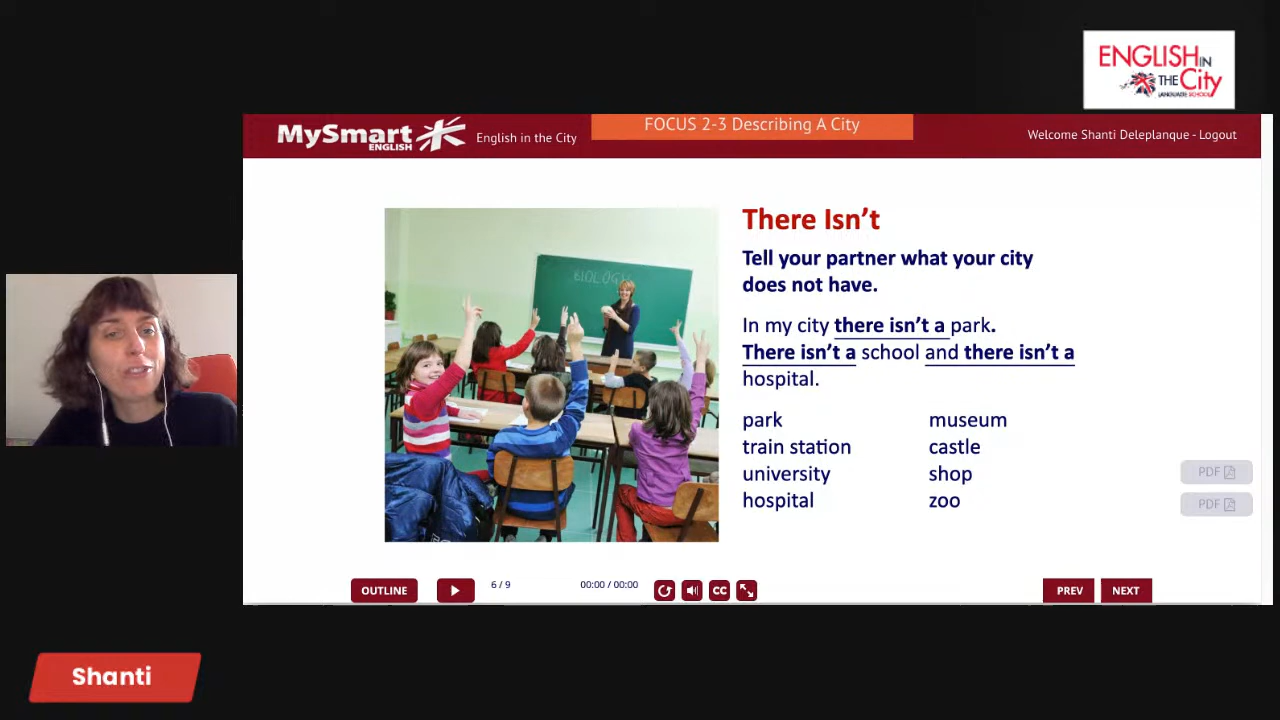 ENGLISH IN
THE City
LANGUAGE SCHOOL
MySmart
ENGLISH
English in the City
FOCUS 2-3 Describing A City
Welcome Shanti Deleplanque - Logout
BIOLOGY
There Isn’t
Tell your partner what your city
does not have.
In my city there isn’t a park.
There isn’t a school and there isn’t a
hospital.
park
train station
university
hospital
museum
castle
shop
zoo
PDF
PDF
OUTLINE
6 / 9
00:00 / 00:00
CC
PREV
NEXT
Shanti